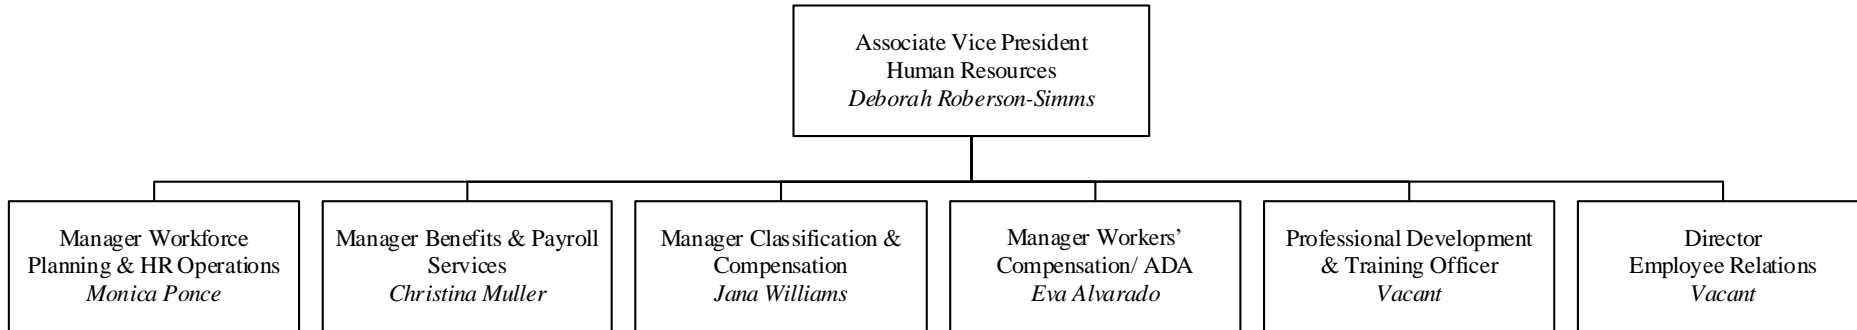 Associate Vice President
Human Resources
Deborah Roberson-Simms
Manager Workforce
Planning & HR Operations
Monica Ponce
Manager Benefits & Payroll
Services
Christina Muller
Manager Classification &
Compensation
Jana Williams
Manager Workers’
Compensation/ ADA
Eva Alvarado
Professional Development
& Training Officer
Vacant
Director
Employee Relations
Vacant